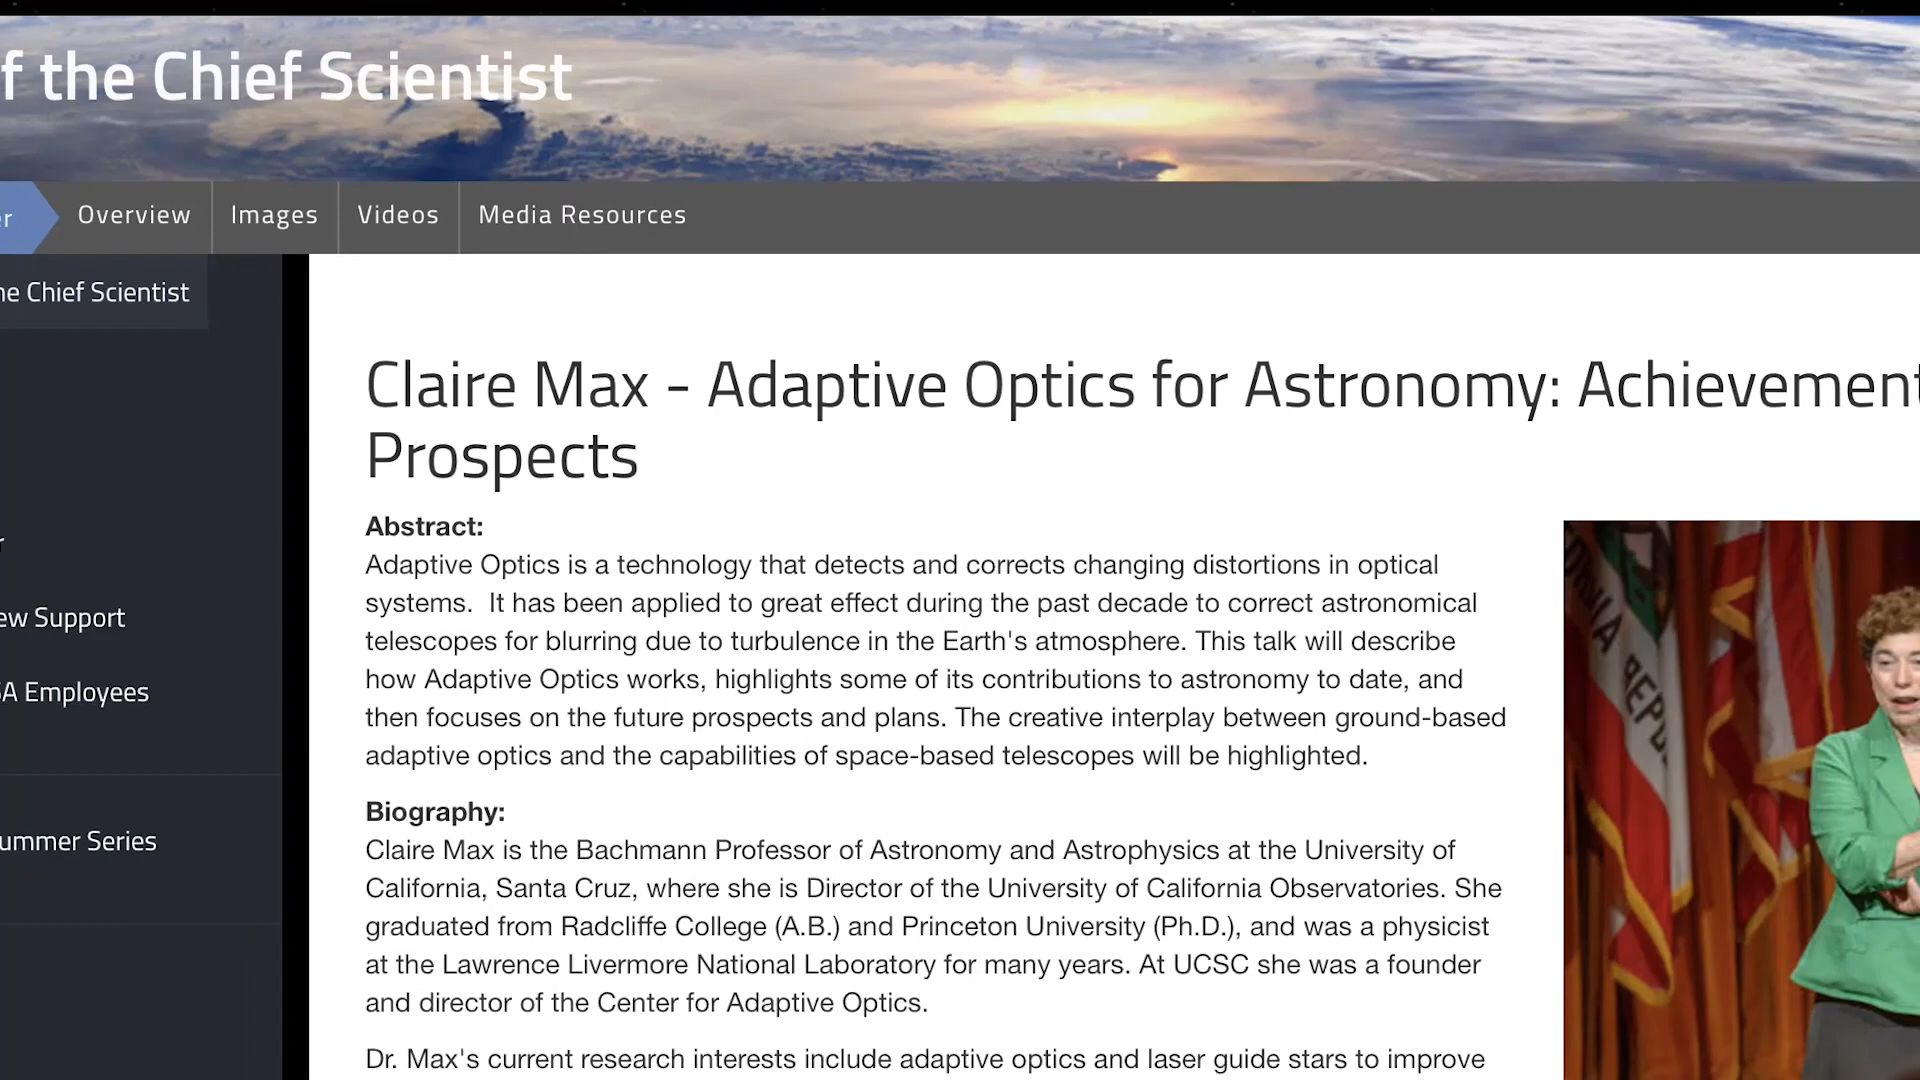 f the Chief Scientist
er
Overview
Images
Videos
Media Resources
he Chief Scientist
r
ew Support
SA Employees
ummer Series
Claire Max - Adaptive Optics for Astronomy: Achievement
Prospects
Abstract:
Adaptive Optics is a technology that detects and corrects changing distortions in optical
systems.  It has been applied to great effect during the past decade to correct astronomical
telescopes for blurring due to turbulence in the Earth's atmosphere. This talk will describe
how Adaptive Optics works, highlights some of its contributions to astronomy to date, and
then focuses on the future prospects and plans. The creative interplay between ground-based
adaptive optics and the capabilities of space-based telescopes will be highlighted.
Biography:
Claire Max is the Bachmann Professor of Astronomy and Astrophysics at the University of
California, Santa Cruz, where she is Director of the University of California Observatories. She
graduated from Radcliffe College (A.B.) and Princeton University (Ph.D.), and was a physicist
at the Lawrence Livermore National Laboratory for many years. At UCSC she was a founder
and director of the Center for Adaptive Optics.
Dr. Max's current research interests include adaptive optics and laser guide stars to improve